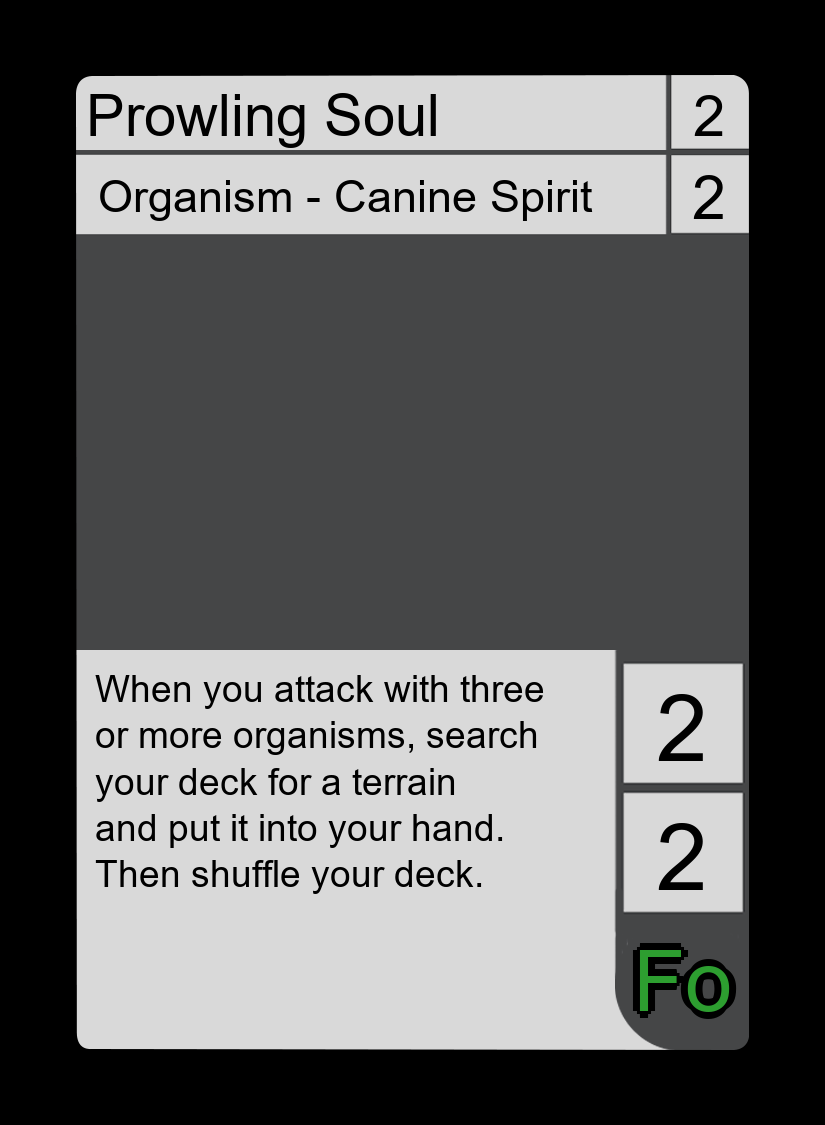 Prowling Soul 2
Organism - Canine Spirit 2
When you attack with three
or more organisms, search
your deck for a terrain
and put it into your hand.
Then shuffle your deck.
2
2
Fo